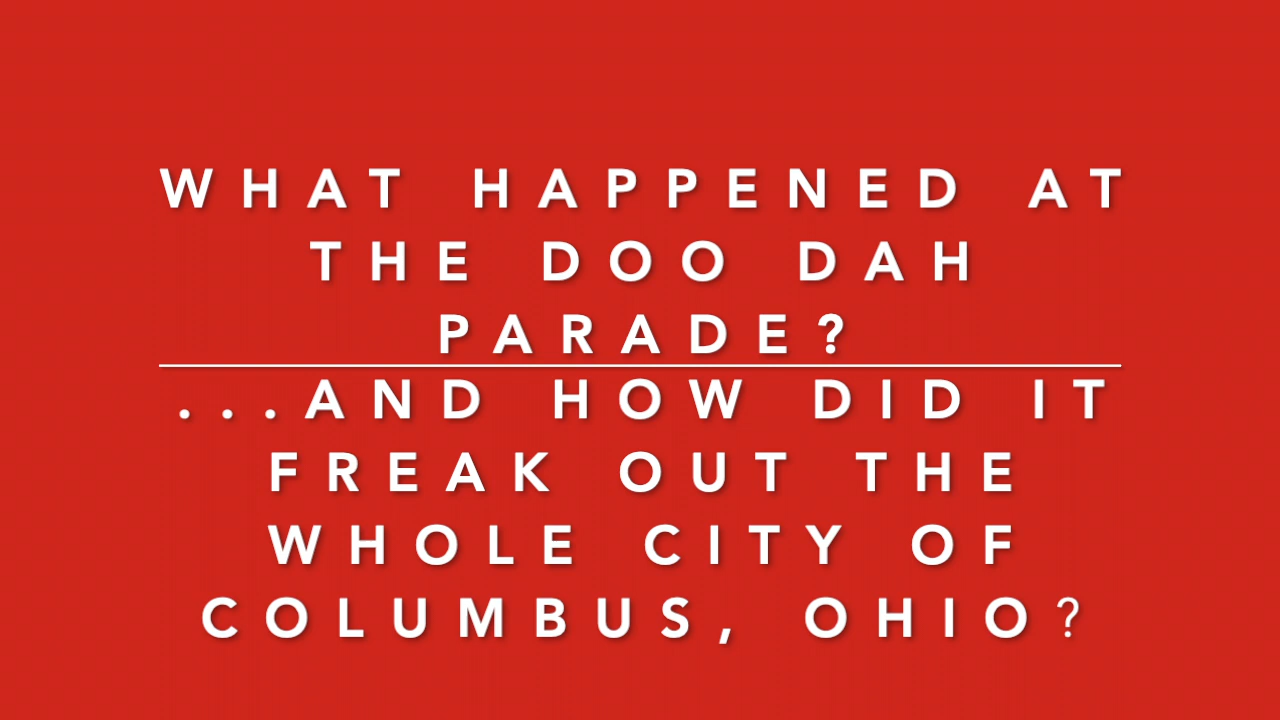 WHAT HAPPENED AT
THE DOO DAH
PARADE?
...AND HOW DID IT
FREAK OUT THE
WHOLE CITY OF
COLUMBUS, OHIO?